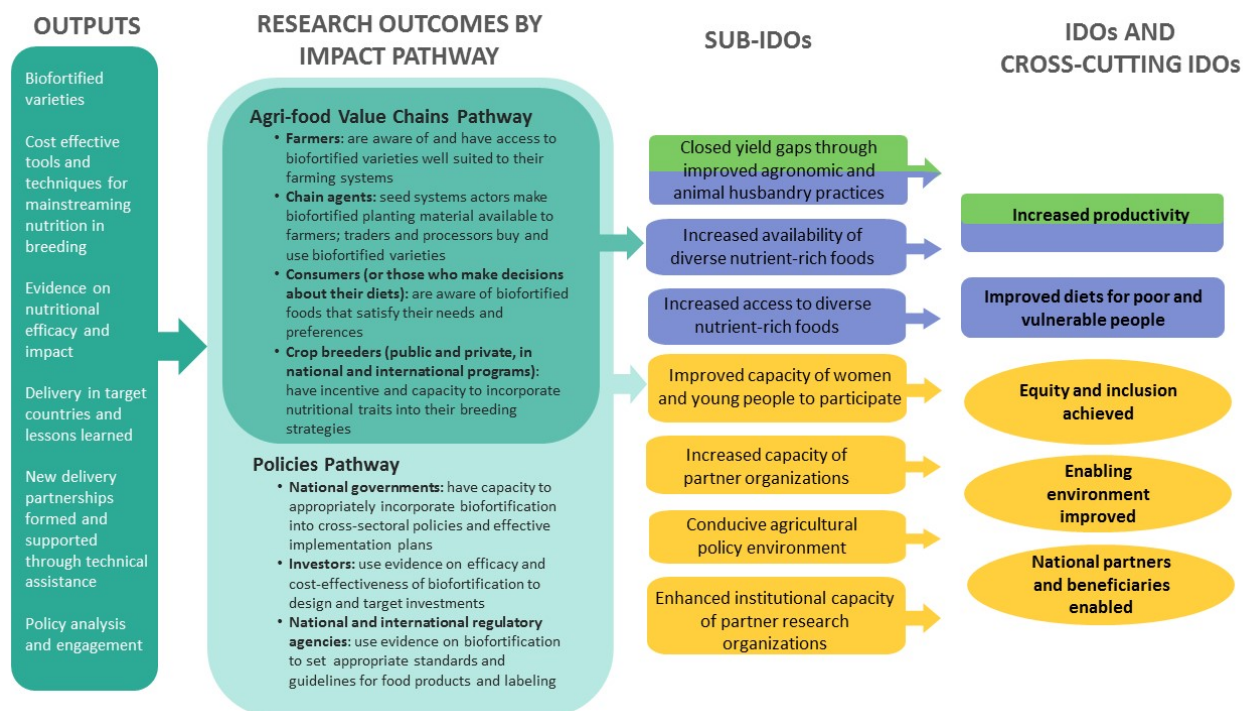 OUTPUTS
Biofortified
varieties
Cost effective
tools and
techniques for
mainstreaming
nutrition in
breeding
Evidence on
nutritional
efficacy and
impact
Delivery in target
countries and
lessons learned
New delivery
partnerships
formed and
supported
through technical
assistance
Policy analysis
and engagement
RESEARCH OUTCOMES BY
IMPACT PATHWAY
Agri-food Value Chains Pathway
• Farmers: are aware of and have access to
biofortified varieties well suited to their
farming systems
• Chain agents: seed systems actors make
biofortified planting material available to
farmers; traders and processors buy and
use biofortified varieties
• Consumers (or those who make decisions
about their diets): are aware of biofortified
foods that satisfy their needs and
preferences
• Crop breeders (public and private, in
national and international programs):
have incentive and capacity to incorporate
nutritional traits into their breeding
strategies
Policies Pathway
• National governments: have capacity to
appropriately incorporate biofortification
into cross-sectoral policies and effective
implementation plans
• Investors: use evidence on efficacy and
cost-effectiveness of biofortification to
design and target investments
• National and international regulatory
agencies: use evidence on biofortification
to set appropriate standards and
guidelines for food products and labeling
SUB-IDOs
Closed yield gaps through
improved agronomic and
animal husbandry practices
Increased availability of
diverse nutrient-rich foods
Increased access to diverse
nutrient-rich foods
Improved capacity of women
and young people to participate
Increased capacity of
partner organizations
Conducive agricultural
policy environment
Enhanced institutional capacity
of partner research
organizations
IDOs AND
CROSS-CUTTING IDOs
Increased productivity
Improved diets for poor and
vulnerable people
Equity and inclusion
achieved
Enabling
environment
improved
National partners
and beneficiaries
enabled